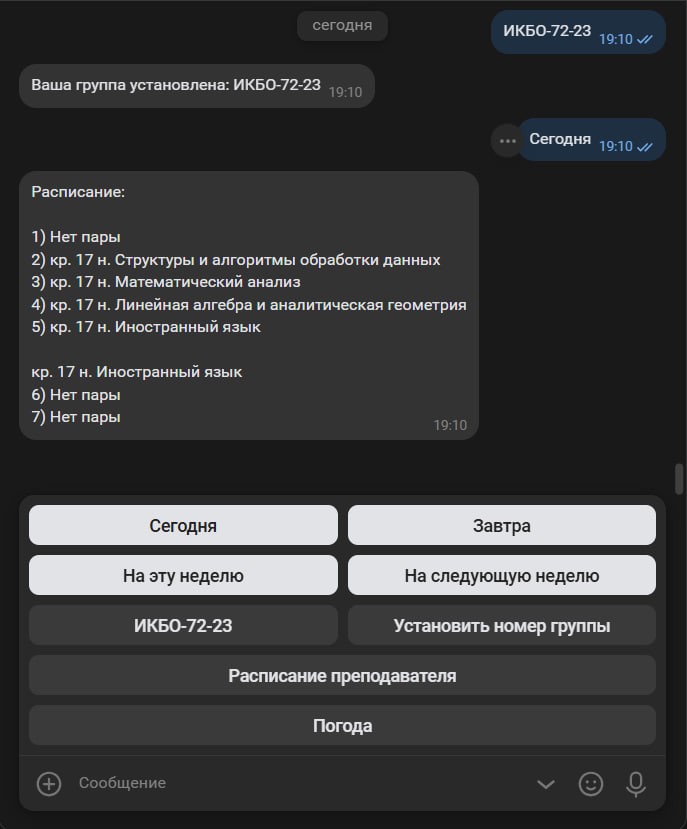 сегодня
ИКБО-72-23 19:10
Ваша группа установлена: ИКБО-72-23 19:10
Сегодня 19:10
Расписание:
1) Нет пары
2) кр. 17 н. Структуры и алгоритмы обработки данных
3) кр. 17 н. Математический анализ
4) кр. 17 н. Линейная алгебра и аналитическая геометрия
5) кр. 17 н. Иностранный язык
кр. 17 н. Иностранный язык
6) Нет пары
7) Нет пары
19:10
Сегодня Завтра
На эту неделю На следующую неделю
ИКБО-72-23 Установить номер группы
Расписание преподавателя
Погода
Сообщение